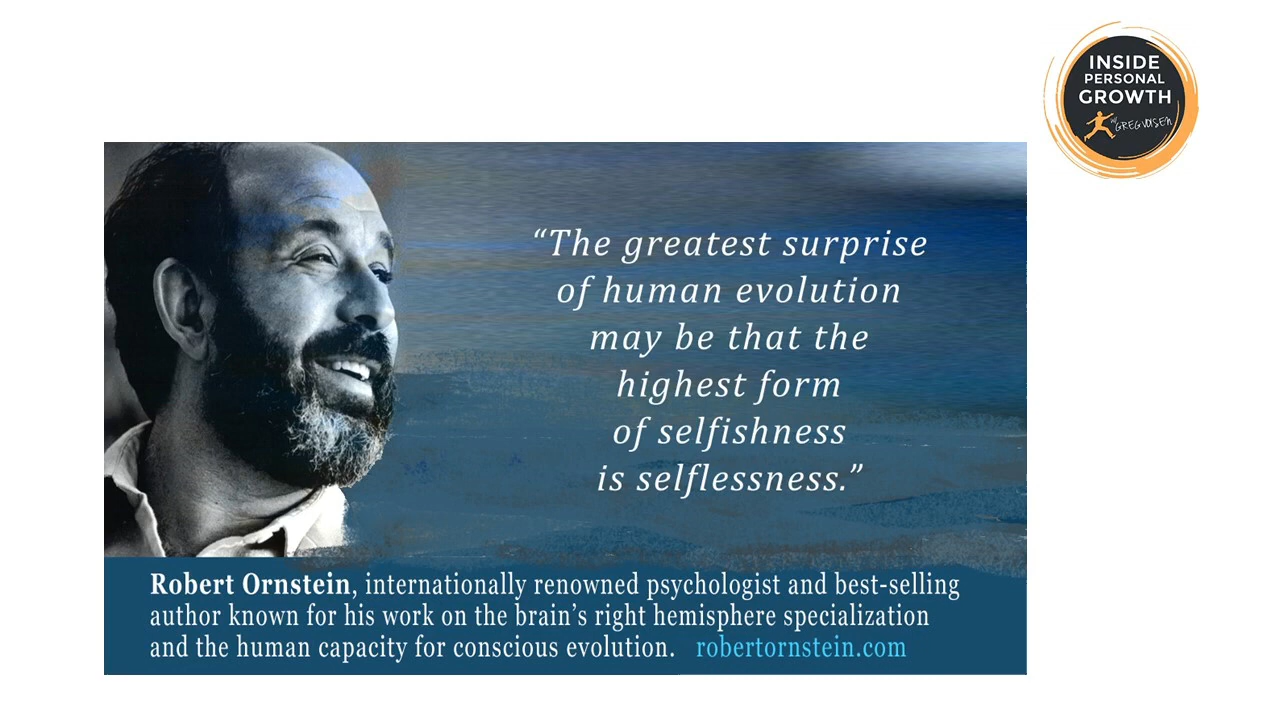 INSIDE
PERSONAL
GROWTH
W/ GREG VOISEN
“The greatest surprise
of human evolution
may be that the
highest form
of selfishness
is selflessness.”
Robert Ornstein, internationally renowned psychologist and best-selling
author known for his work on the brain’s right hemisphere specialization
and the human capacity for conscious evolution. robertornstein.com